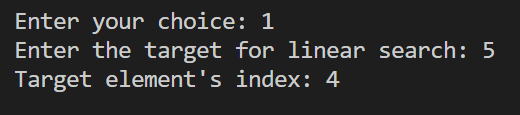 Enter your choice: 1
Enter the target for linear search: 5
Target element's index: 4